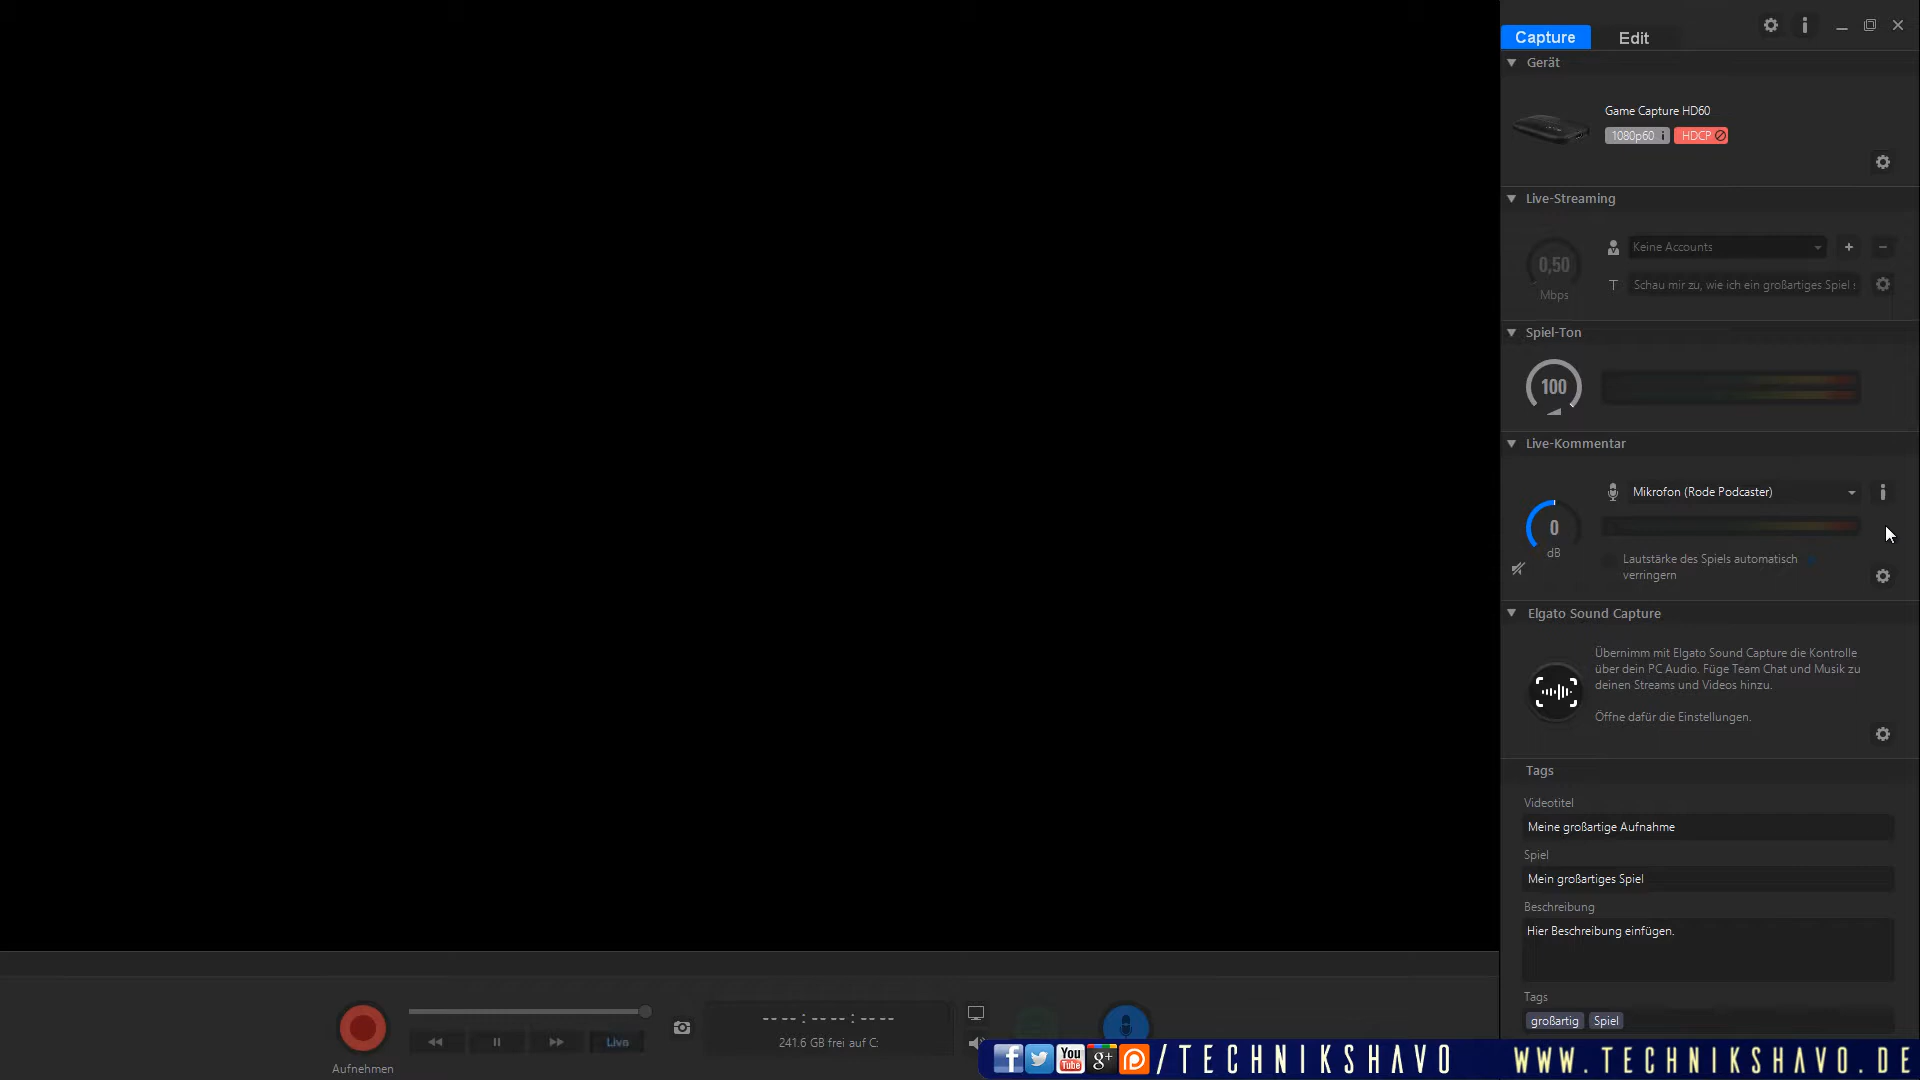 Capture Edit
Gerät
Game Capture HD60
1080p60 i HDCP
Live-Streaming
Keine Accounts
0,50
Mbps
T Schau mir zu, wie ich ein großartiges Spiel s
Spiel-Ton
100
Live-Kommentar
Mikrofon (Rode Podcaster)
0
dB
Lautstärke des Spiels automatisch
verringern
Elgato Sound Capture
Übernimm mit Elgato Sound Capture die Kontrolle
über dein PC Audio. Füge Team Chat und Musik zu
deinen Streams und Videos hinzu.
Öffne dafür die Einstellungen.
Tags
Videotitel
Meine großartige Aufnahme
Spiel
Mein großartiges Spiel
Beschreibung
Hier Beschreibung einfügen.
Tags
großartig Spiel
-- -- : -- -- : -- --
Live
241.6 GB frei auf C:
Aufnehmen
f You Tube g+ /TECHNIKSHAVO WWW.TECHNIKSHAVO.DE